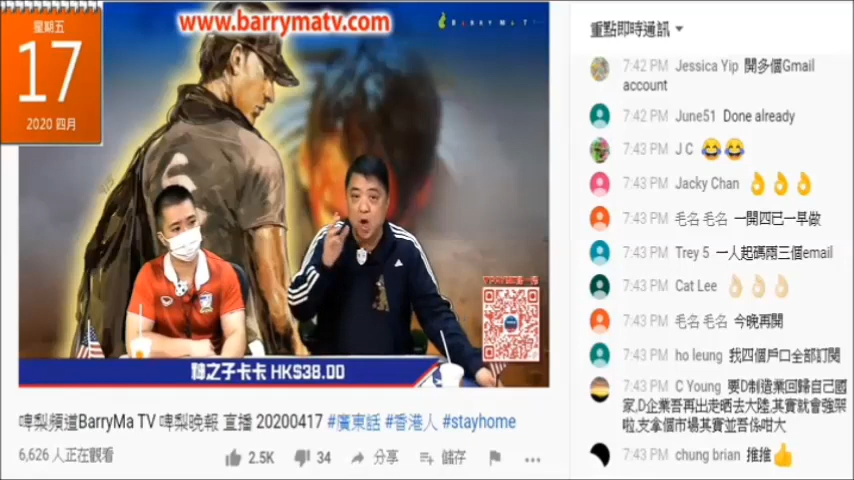 星期五
17
2020 四月
www.barrymatv.com
BARRY MA TV
神之子卡卡 HK$38.00
啤梨頻道BarryMa TV 啤梨晚報 直播 20200417 #廣東話 #香港人 #stayhome
6,626 人正在觀看
2.5K 34 分享 儲存
重點即時通訊
7:42 PM Jessica Yip 開多個Gmail
account
7:42 PM June51 Done already
7:43 PM J C 😂😂
7:43 PM Jacky Chan 👌👌👌
7:43 PM 毛名 毛名 一開四已一早做
7:43 PM Trey 5 一人起碼兩三個email
7:43 PM Cat Lee 👌🏻👌🏻👌🏻
7:43 PM 毛名 毛名 今晚再開
7:43 PM ho leung 我四個戶口全部訂閱
7:43 PM C Young 要D制造業回歸自己國
家,D企業吾再出走晒去大陸,其實就會強架
啦,支拿個市場其實並吾係咁大
7:43 PM chung brian 推推👍